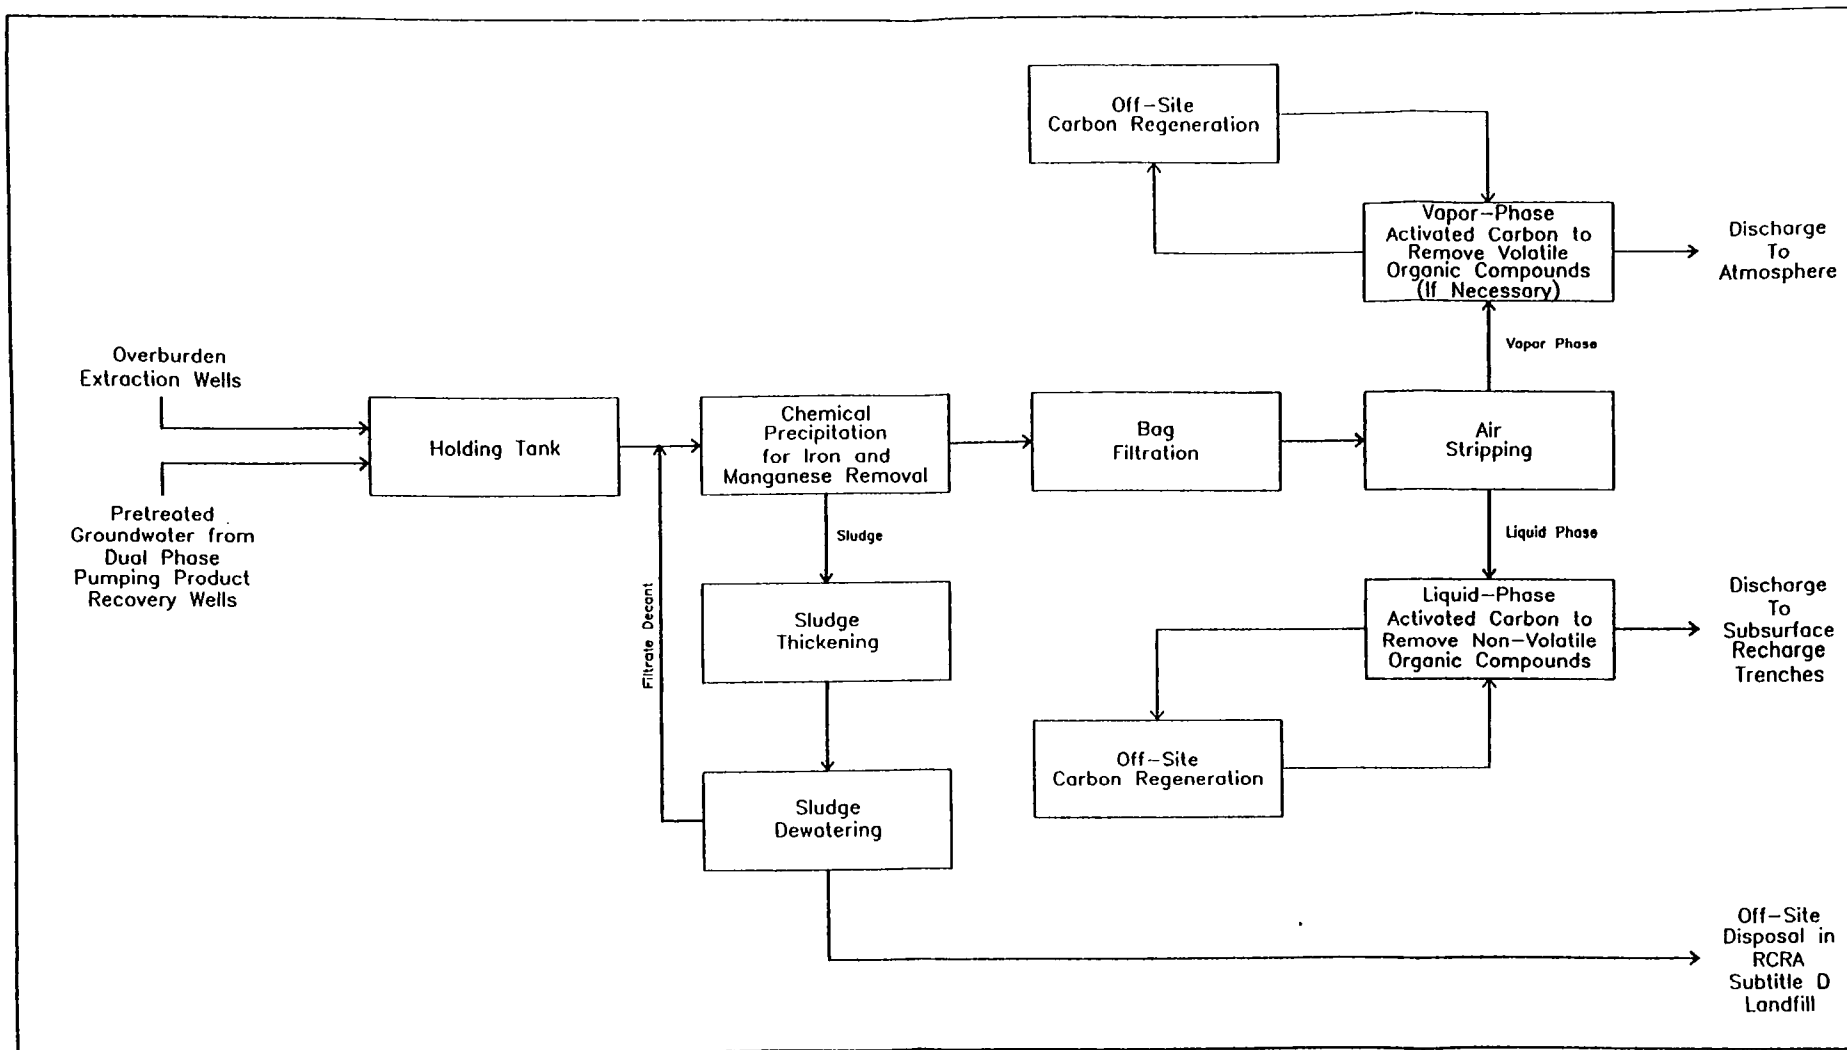 Off-Site
Carbon Regeneration
Vapor-Phase
Activated Carbon to
Remove Volatile
Organic Compounds
(If Necessary)
Discharge
To
Atmosphere
Vapor Phase
Overburden
Extraction Wells
Holding Tank
Chemical
Precipitation
for Iron and
Manganese Removal
Bag
Filtration
Air
Stripping
Pretreated
Groundwater from
Dual Phase
Pumping Product
Recovery Wells
Sludge
Liquid Phase
Filtrate Decant
Sludge
Thickening
Liquid-Phase
Activated Carbon to
Remove Non-Volatile
Organic Compounds
Discharge
To
Subsurface
Recharge
Trenches
Off-Site
Carbon Regeneration
Sludge
Dewatering
Off-Site
Disposal in
RCRA
Subtitle D
Landfill